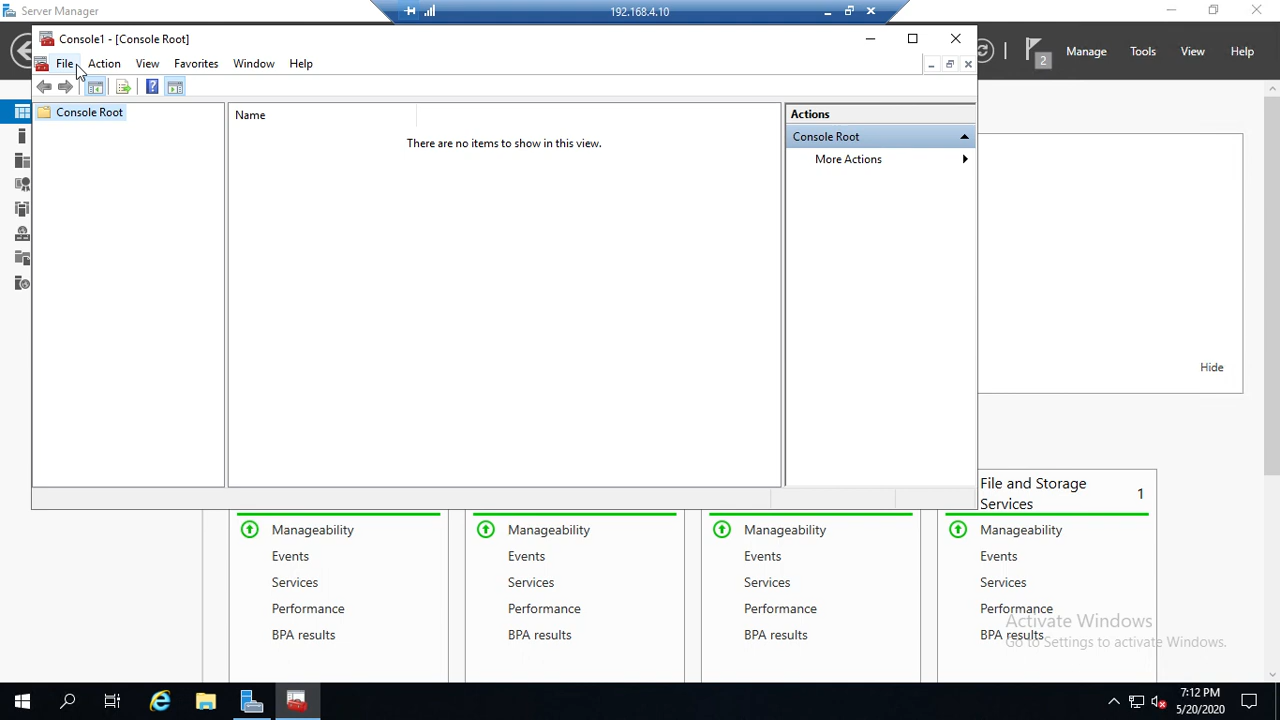 Server Manager
192.168.4.10
Console1 - [Console Root]
File Action View Favorites Window Help
2
Manage Tools View Help
Console Root
Name
There are no items to show in this view.
Actions
Console Root
More Actions
Hide
File and Storage
Services
1
Manageability
Events
Services
Performance
BPA results
Manageability
Events
Services
Performance
BPA results
Manageability
Events
Services
Performance
BPA results
Manageability
Events
Services
Performance
BPA results
Activate Windows
Go to Settings to activate Windows.
7:12 PM
5/20/2020